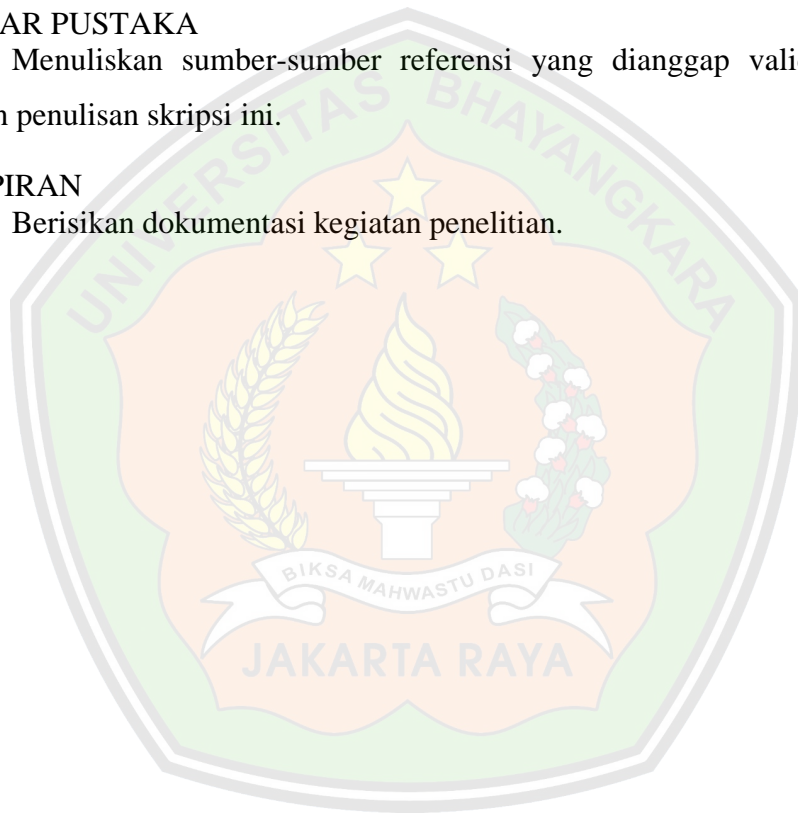 AR PUSTAKA
Menuliskan sumber-sumber referensi yang dianggap vali
n penulisan skripsi ini.
PIRAN
Berisikan dokumentasi kegiatan penelitian.
UNIVERSITAS BHAYANGKARA
BIKSA MAHWASTU DASI
JAKARTA RAYA